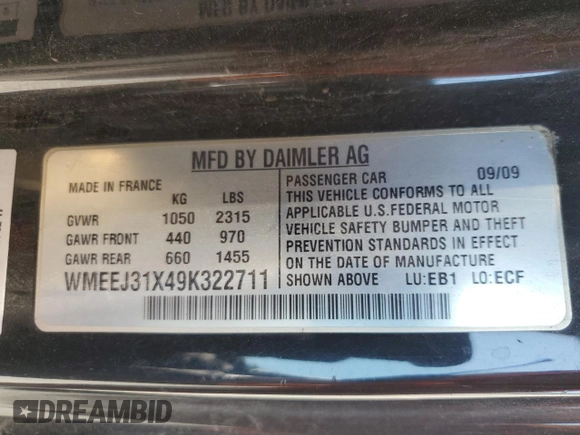 MFD BY DAIMLER AG
MADE IN FRANCE
KG LBS
GVWR 1050 2315
GAWR FRONT 440 970
GAWR REAR 660 1455
WMEEJ31X49K322711
PASSENGER CAR 09/09
THIS VEHICLE CONFORMS TO ALL
APPLICABLE U.S.FEDERAL MOTOR
VEHICLE SAFETY BUMPER AND THEFT
PREVENTION STANDARDS IN EFFECT
ON THE DATE OF MANUFACTURE
SHOWN ABOVE LU:EB1 LO:ECF
DREAMBID